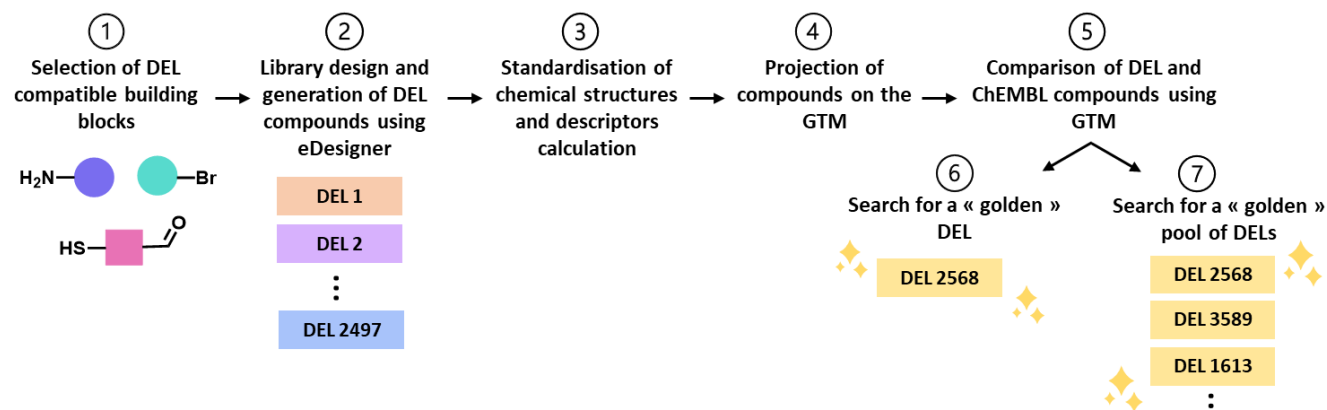 1
Selection of DEL
compatible building
blocks
H₂N
Br
HS
O
2
Library design and
generation of DEL
compounds using
eDesigner
DEL 1
DEL 2
⋮
DEL 2497
3
Standardisation of
chemical structures
and descriptors
calculation
4
Projection of
compounds on the
GTM
5
Comparison of DEL and
ChEMBL compounds using
GTM
6
Search for a « golden »
DEL
DEL 2568
7
Search for a « golden »
pool of DELs
DEL 2568
DEL 3589
DEL 1613
⋮